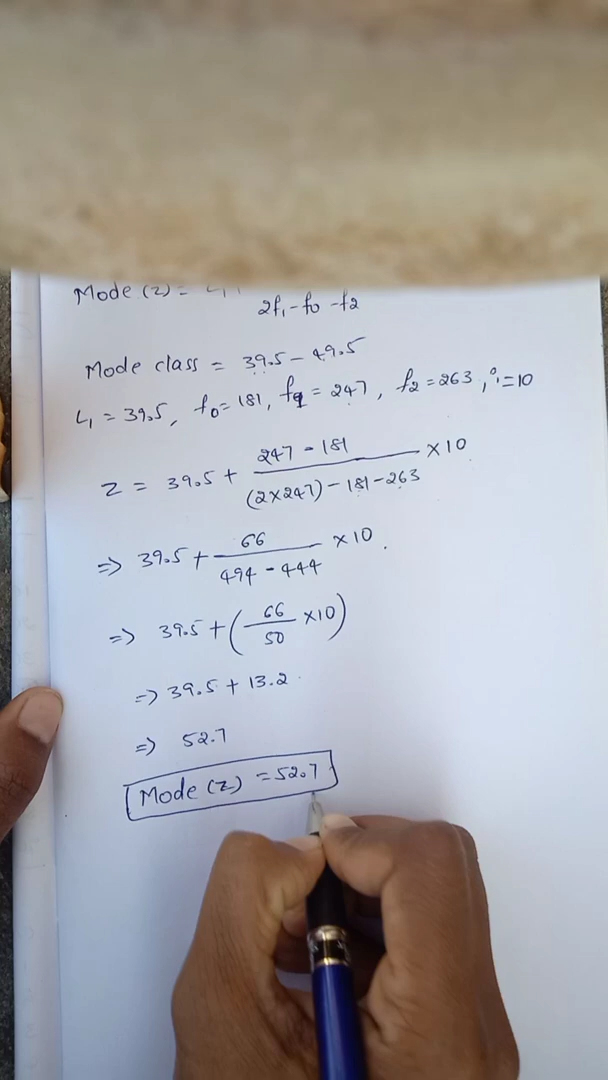 Mode (z) = L1
2f1 - f0 - f2
Mode class = 39.5 - 49.5
L1 = 39.5, f0 = 181, f1 = 247, f2 = 263, i = 10
Z = 39.5 + 247 - 181 / (2×247) - 181 - 263 × 10
=> 39.5 + 66 / 494 - 444 × 10.
=> 39.5 + (66 / 50 × 10)
=> 39.5 + 13.2.
=> 52.7
Mode (z) = 52.7